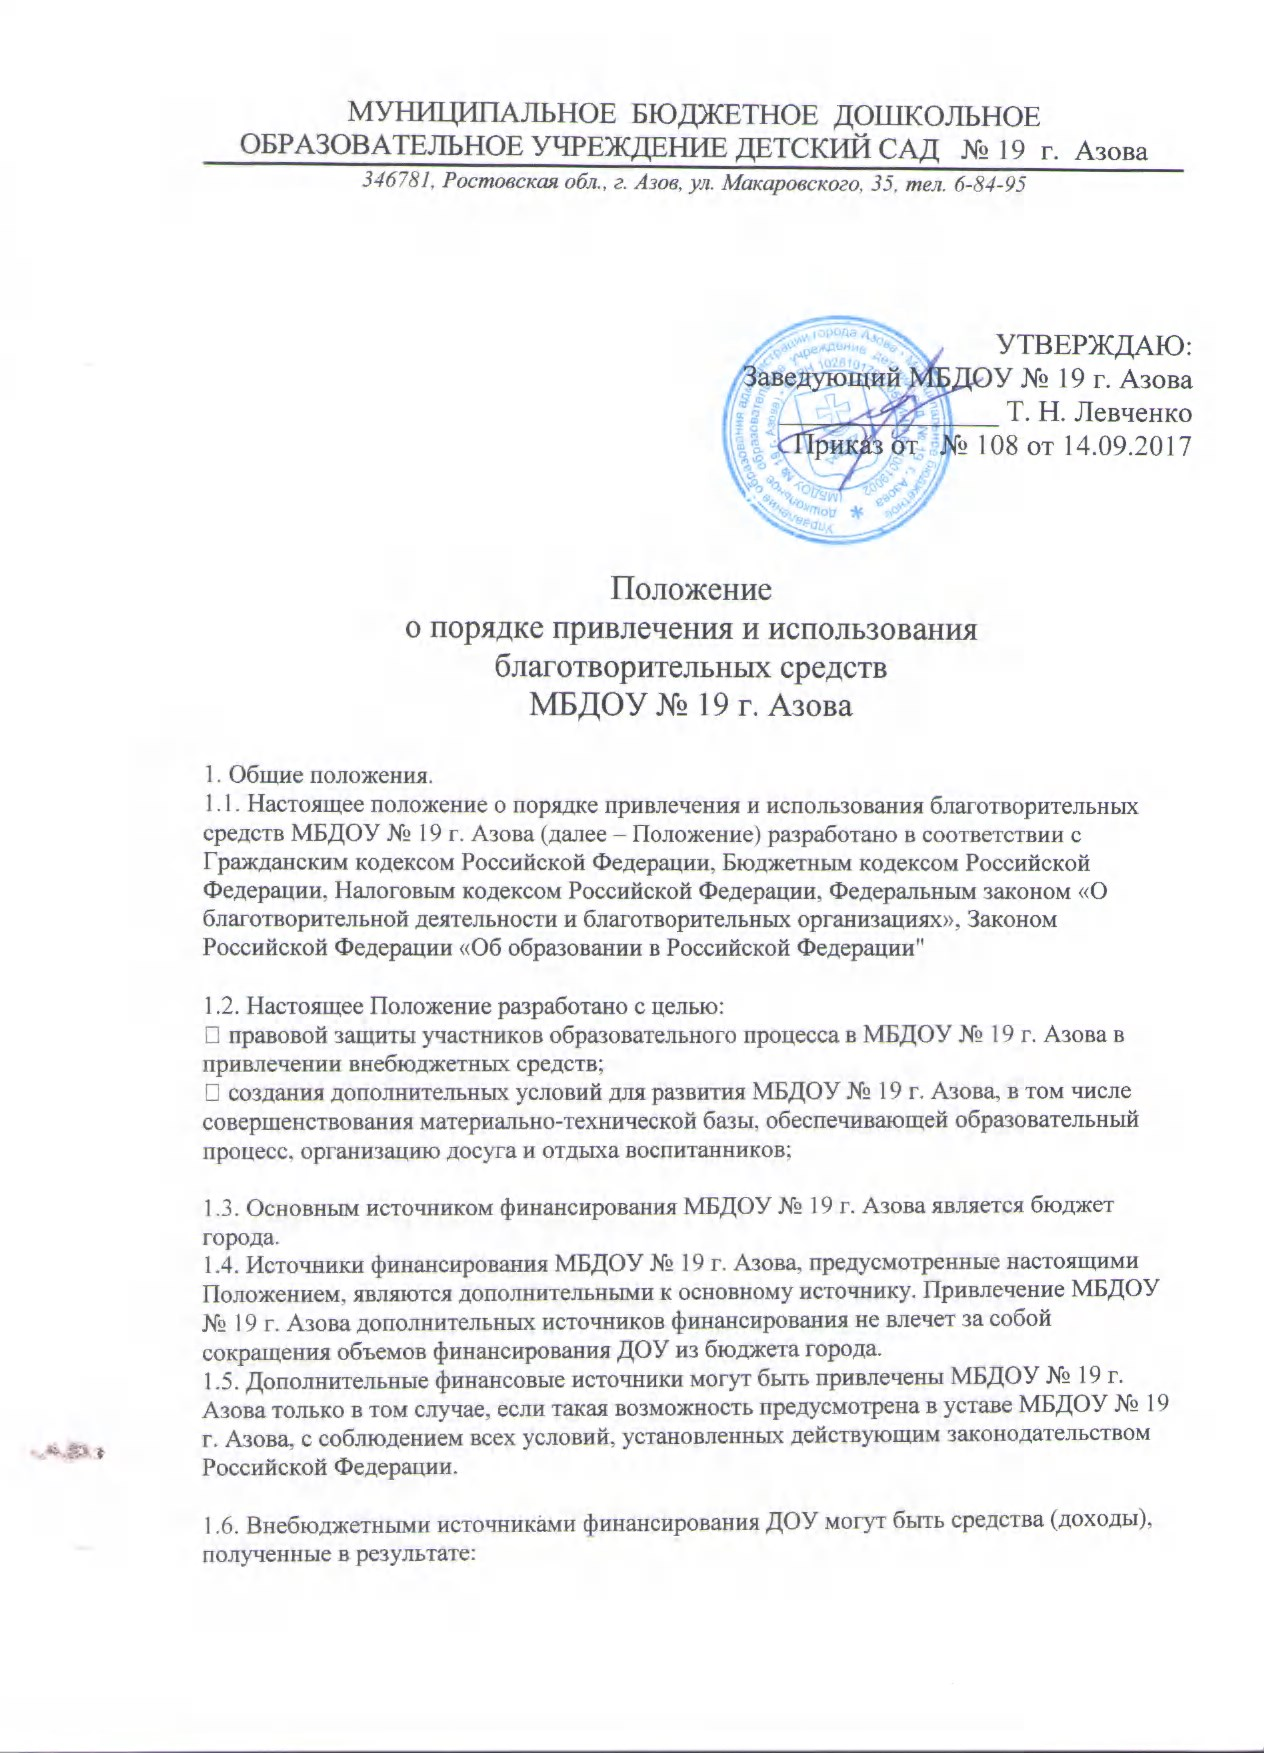 МУНИЦИПАЛЬНОЕ БЮДЖЕТНОЕ ДОШКОЛЬНОЕ
ОБРАЗОВАТЕЛЬНОЕ УЧРЕЖДЕНИЕ ДЕТСКИЙ САД № 19 г. Азова
346781, Ростовская обл., г. Азов, ул. Макаровского, 35, тел. 6-84-95
УТВЕРЖДАЮ:
Заведующий МБДОУ № 19 г. Азова
Т. Н. Левченко
Приказ от № 108 от 14.09.2017
Положение
о порядке привлечения и использования
благотворительных средств
МБДОУ № 19 г. Азова
1. Общие положения.
1.1. Настоящее положение о порядке привлечения и использования благотворительных
средств МБДОУ № 19 г. Азова (далее – Положение) разработано в соответствии с
Гражданским кодексом Российской Федерации, Бюджетным кодексом Российской
Федерации, Налоговым кодексом Российской Федерации, Федеральным законом «О
благотворительной деятельности и благотворительных организациях», Законом
Российской Федерации «Об образовании в Российской Федерации"
1.2. Настоящее Положение разработано с целью:
 правовой защиты участников образовательного процесса в МБДОУ № 19 г. Азова в
привлечении внебюджетных средств;
 создания дополнительных условий для развития МБДОУ № 19 г. Азова, в том числе
совершенствования материально-технической базы, обеспечивающей образовательный
процесс, организацию досуга и отдыха воспитанников;
1.3. Основным источником финансирования МБДОУ № 19 г. Азова является бюджет
города.
1.4. Источники финансирования МБДОУ № 19 г. Азова, предусмотренные настоящими
Положением, являются дополнительными к основному источнику. Привлечение МБДОУ
№ 19 г. Азова дополнительных источников финансирования не влечет за собой
сокращения объемов финансирования ДОУ из бюджета города.
1.5. Дополнительные финансовые источники могут быть привлечены МБДОУ № 19 г.
Азова только в том случае, если такая возможность предусмотрена в уставе МБДОУ № 19
г. Азова, с соблюдением всех условий, установленных действующим законодательством
Российской Федерации.
1.6. Внебюджетными источниками финансирования ДОУ могут быть средства (доходы),
полученные в результате: